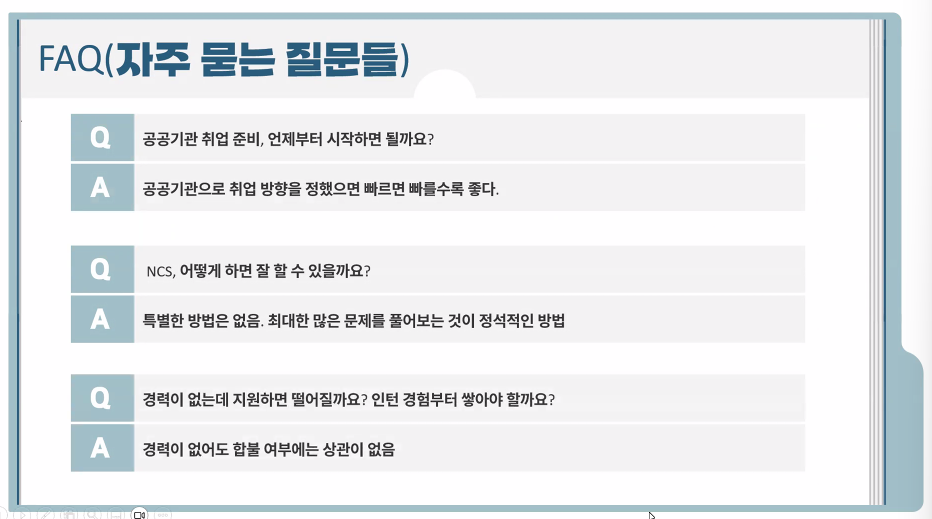 FAQ(자주 묻는 질문들)
Q
공공기관 취업 준비, 언제부터 시작하면 될까요?
A
공공기관으로 취업 방향을 정했으면 빠르면 빠를수록 좋다.
Q
NCS, 어떻게 하면 잘 할 수 있을까요?
A
특별한 방법은 없음. 최대한 많은 문제를 풀어보는 것이 정석적인 방법
Q
경력이 없는데 지원하면 떨어질까요? 인턴 경험부터 쌓아야 할까요?
A
경력이 없어도 합불 여부에는 상관이 없음